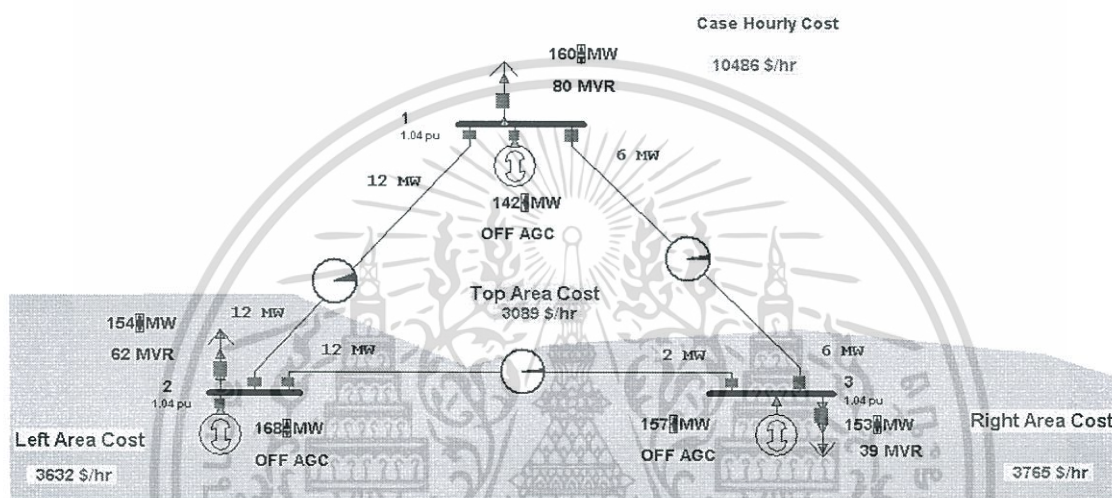 Case Hourly Cost
160 MW
10486 $/hr
80 MVR
1
1.04 pu
6 MW
12 MW
142 MW
OFF AGC
Top Area Cost
3089 $/hr
154 MW
12 MW
62 MVR
12 MW
2 MW
6 MW
2
1.04 pu
3
1.04 pu
Left Area Cost
168 MW
157 MW
153 MW
Right Area Cost
OFF AGC
OFF AGC
39 MVR
3632 $/hr
3765 $/hr